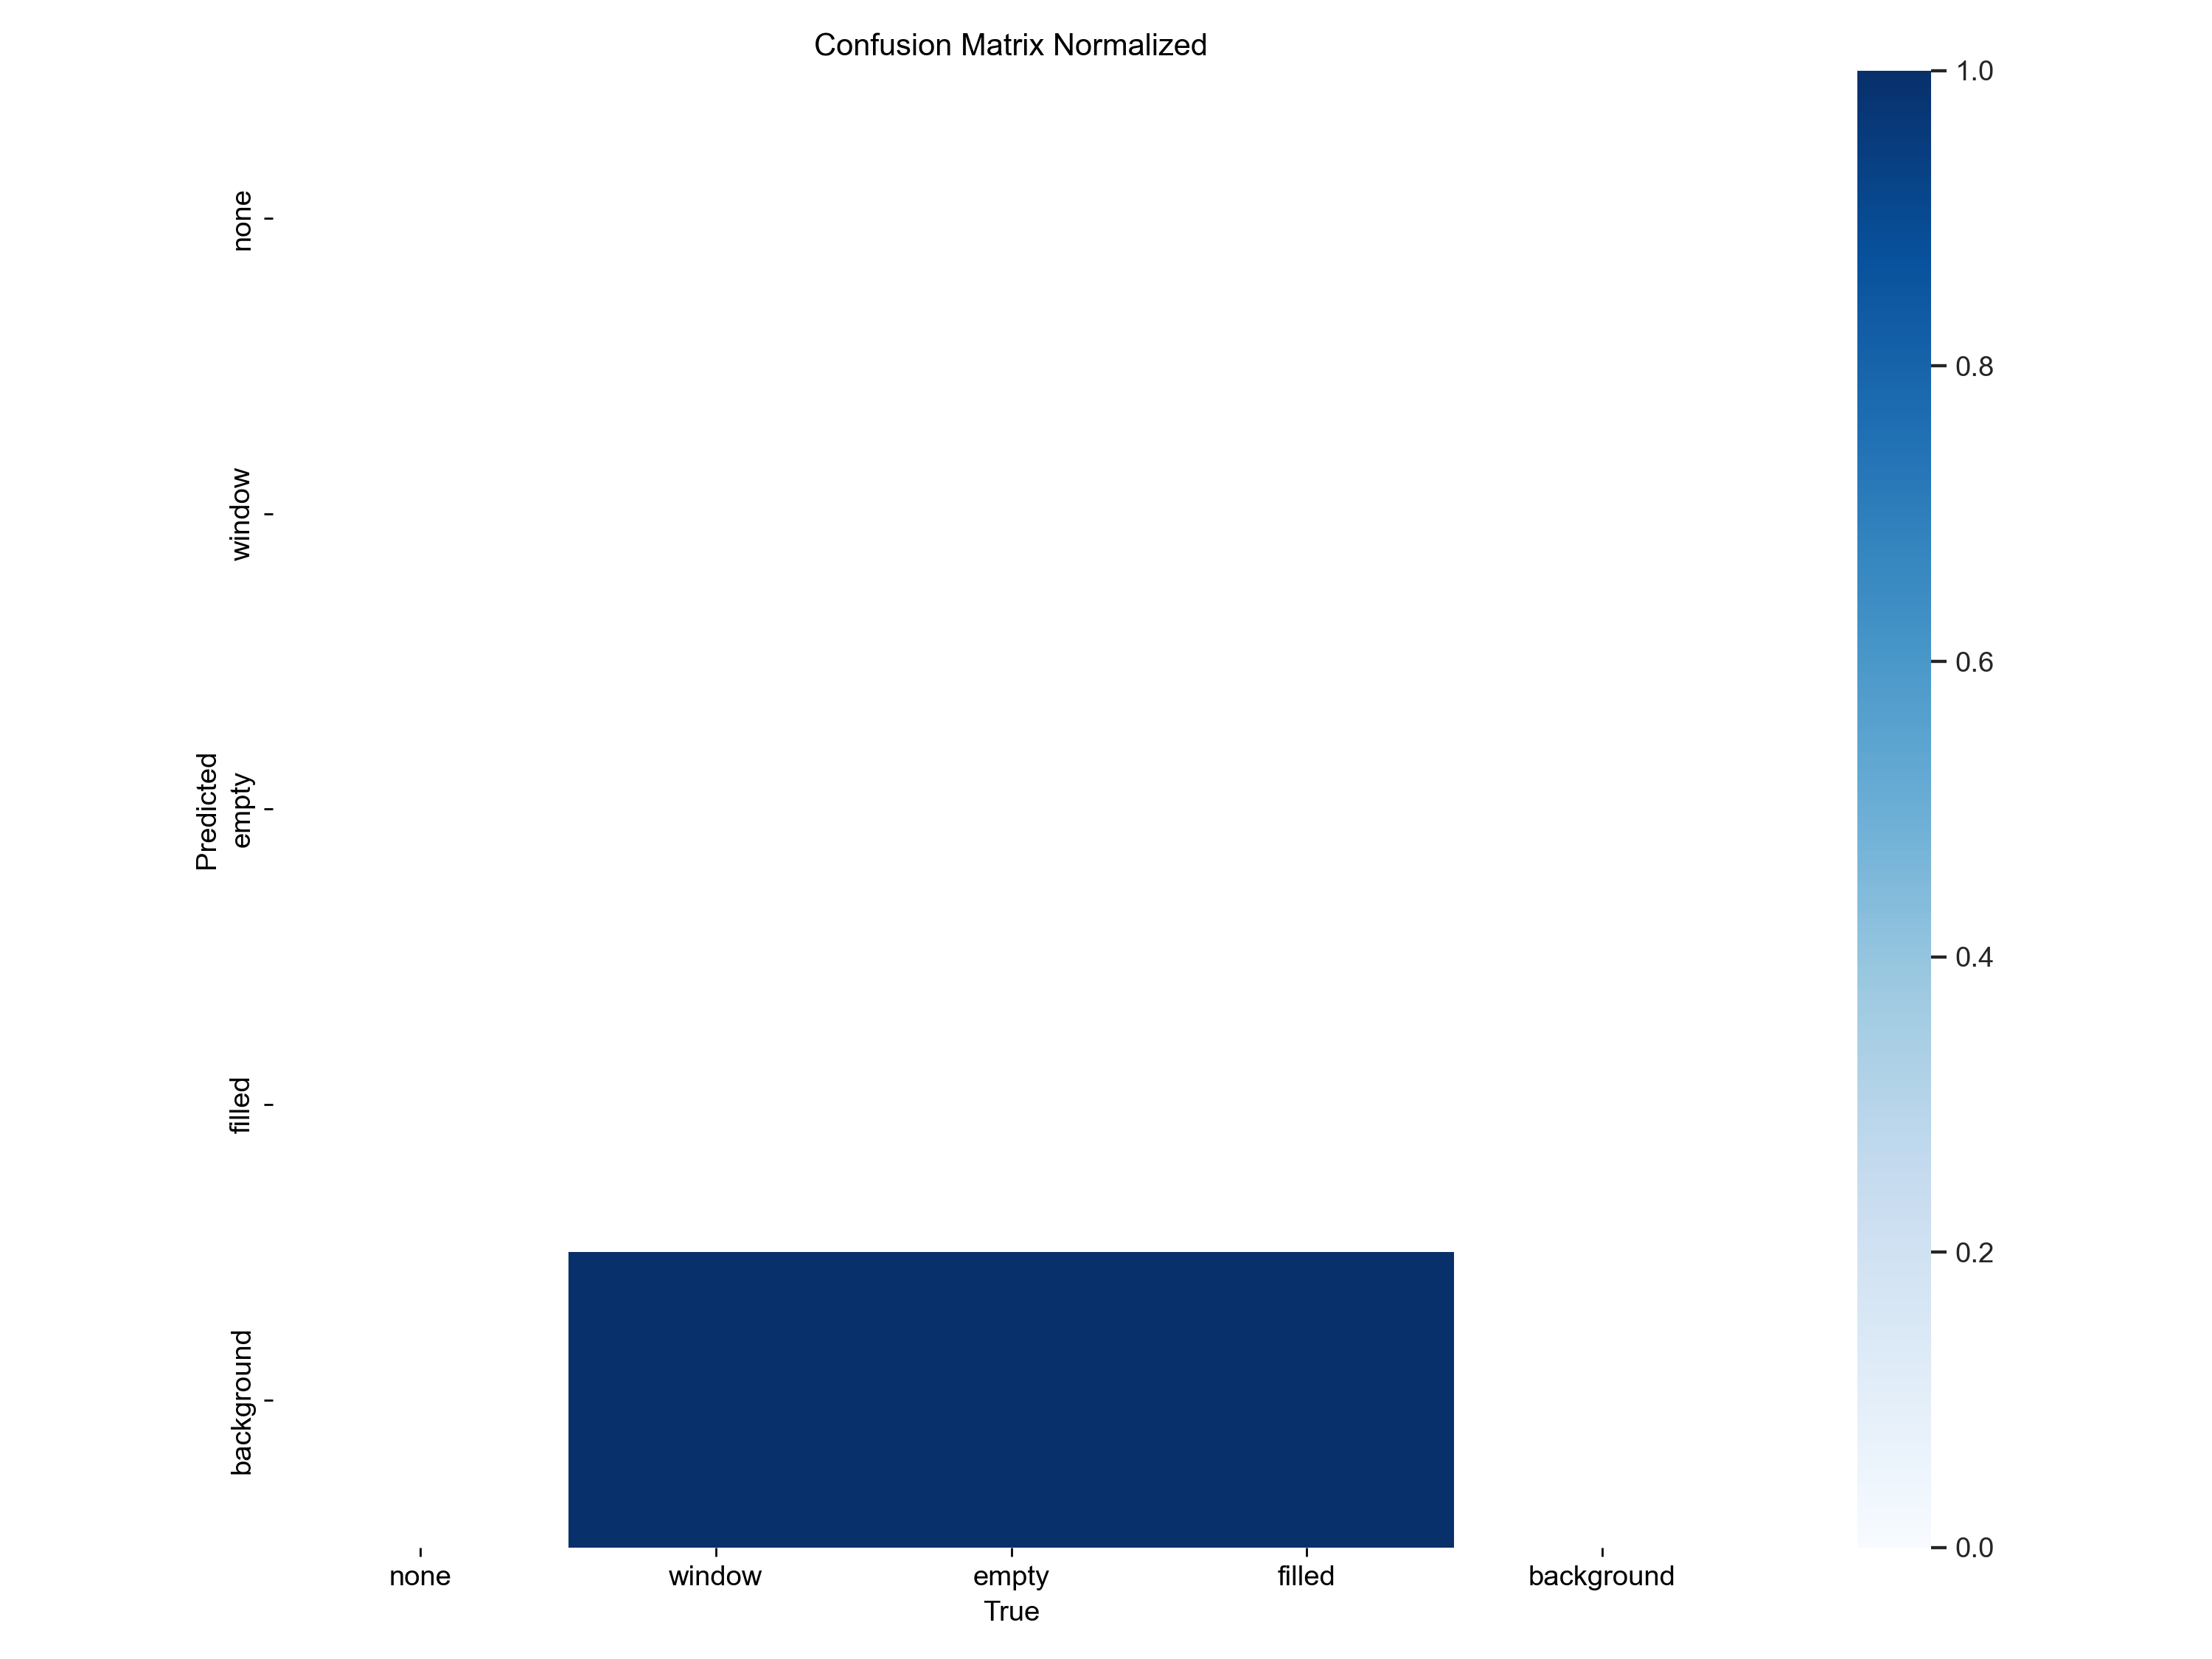 Confusion Matrix Normalized
none
window
empty
filled
background
Predicted
none
window
empty
filled
background
True
1.0
0.8
0.6
0.4
0.2
0.0